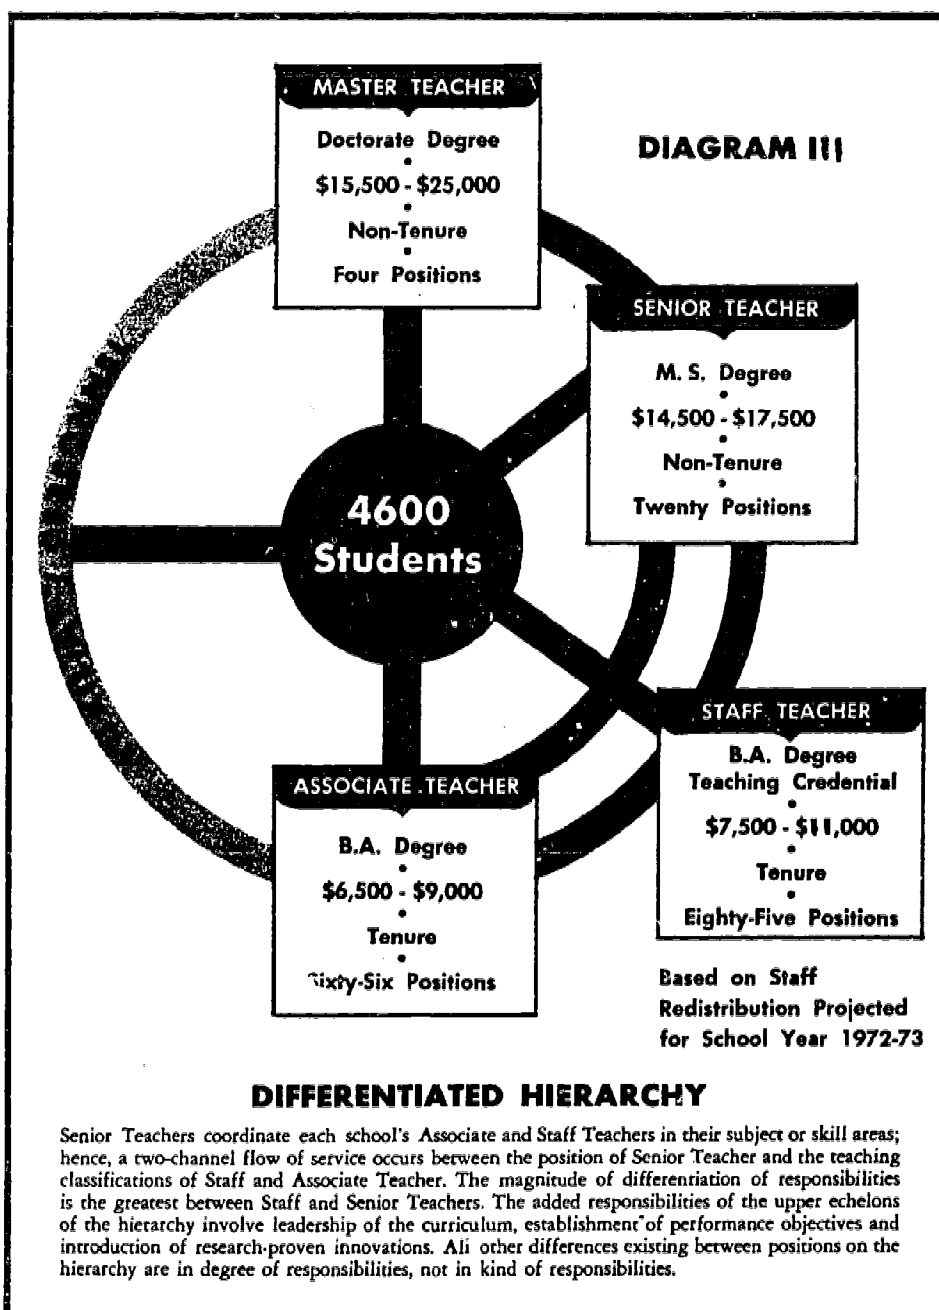 MASTER TEACHER
Doctorate Degree
$15,500 - $25,000
Non-Tenure
Four Positions
DIAGRAM III
SENIOR TEACHER
M. S. Degree
$14,500 - $17,500
Non-Tenure
Twenty Positions
4600
Students
STAFF TEACHER
B.A. Degree
Teaching Credential
$7,500 - $11,000
Tenure
Eighty-Five Positions
ASSOCIATE TEACHER
B.A. Degree
$6,500 - $9,000
Tenure
Sixty-Six Positions
Based on Staff
Redistribution Projected
for School Year 1972-73
DIFFERENTIATED HIERARCHY
Senior Teachers coordinate each school's Associate and Staff Teachers in their subject or skill areas;
hence, a two-channel flow of service occurs between the position of Senior Teacher and the teaching
classifications of Staff and Associate Teacher. The magnitude of differentiation of responsibilities
is the greatest between Staff and Senior Teachers. The added responsibilities of the upper echelons
of the hierarchy involve leadership of the curriculum, establishment of performance objectives and
introduction of research-proven innovations. All other differences existing between positions on the
hierarchy are in degree of responsibilities, not in kind of responsibilities.